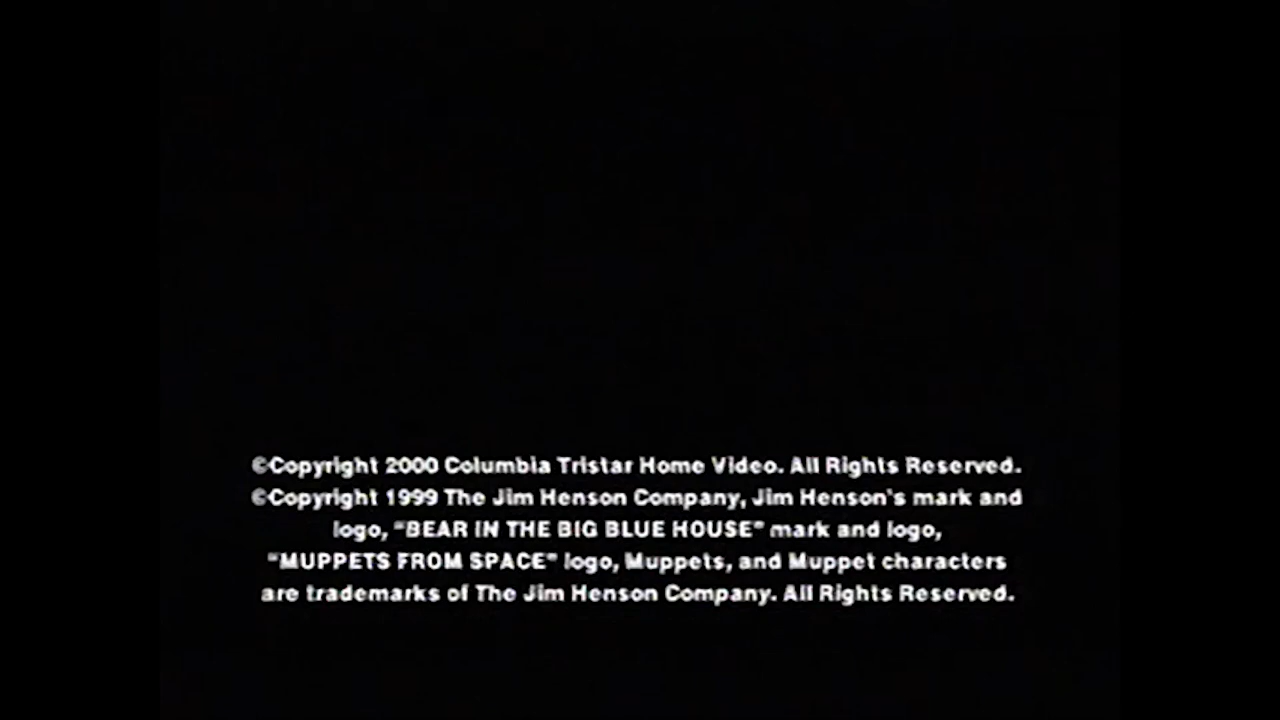 ©Copyright 2000 Columbia Tristar Home Video. All Rights Reserved.
©Copyright 1999 The Jim Henson Company, Jim Henson's mark and
logo, "BEAR IN THE BIG BLUE HOUSE" mark and logo,
"MUPPETS FROM SPACE" logo, Muppets, and Muppet characters
are trademarks of The Jim Henson Company. All Rights Reserved.